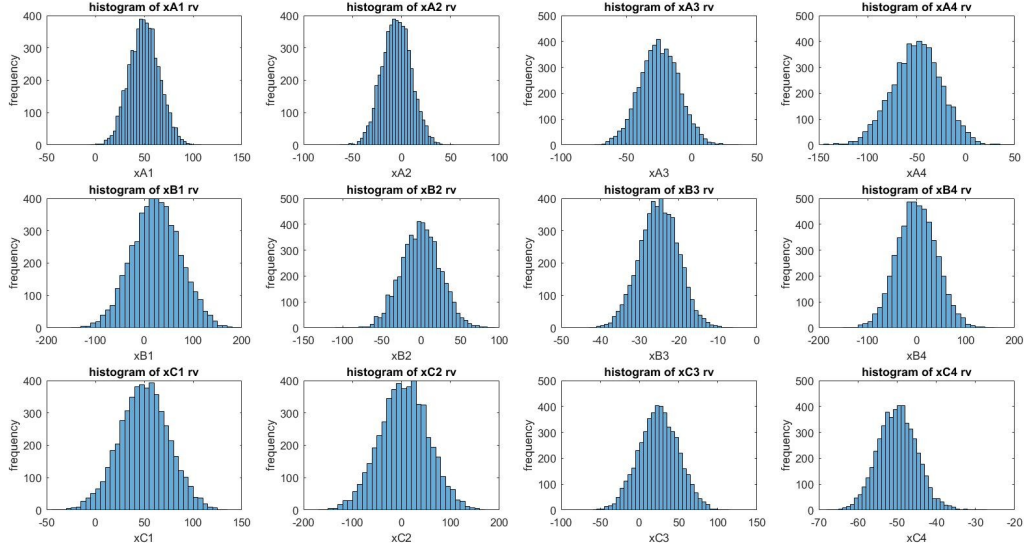 histogram of xA1 rv
400
300
200
100
0
frequency
-50 0 50 100 150
xA1
histogram of xA2 rv
400
300
200
100
0
frequency
-100 -50 0 50 100
xA2
histogram of xA3 rv
500
400
300
200
100
0
frequency
-100 -50 0 50
xA3
histogram of xA4 rv
500
400
300
200
100
0
frequency
-150 -100 -50 0 50
xA4
histogram of xB1 rv
400
300
200
100
0
frequency
-200 -100 0 100 200
xB1
histogram of xB2 rv
500
400
300
200
100
0
frequency
-150 -100 -50 0 50 100
xB2
histogram of xB3 rv
400
300
200
100
0
frequency
-50 -40 -30 -20 -10 0
xB3
histogram of xB4 rv
500
400
300
200
100
0
frequency
-200 -100 0 100 200
xB4
histogram of xC1 rv
400
300
200
100
0
frequency
-50 0 50 100 150
xC1
histogram of xC2 rv
400
300
200
100
0
frequency
-200 -100 0 100 200
xC2
histogram of xC3 rv
500
400
300
200
100
0
frequency
-100 -50 0 50 100 150
xC3
histogram of xC4 rv
500
400
300
200
100
0
frequency
-70 -60 -50 -40 -30 -20
xC4